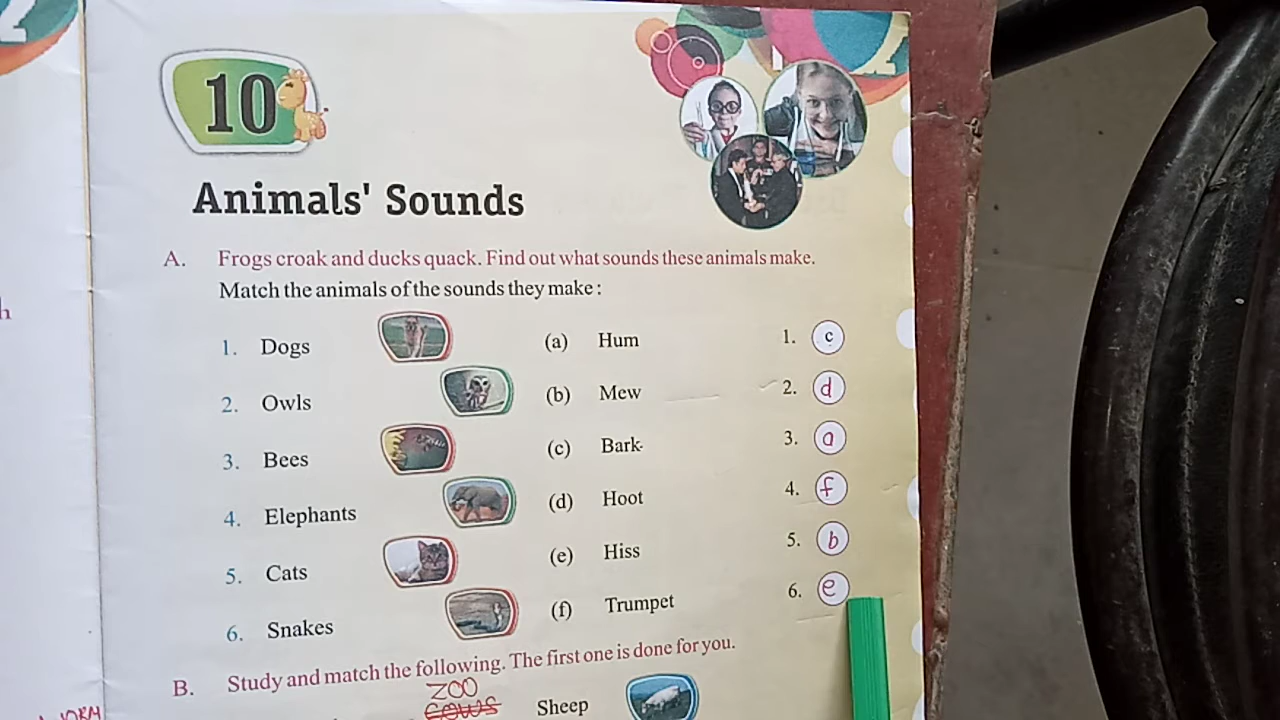 10
Animals' Sounds
A. Frogs croak and ducks quack. Find out what sounds these animals make.
Match the animals of the sounds they make :
1. Dogs (a) Hum 1. c
2. Owls (b) Mew 2. d
3. Bees (c) Bark 3. a
4. Elephants (d) Hoot 4. f
5. Cats (e) Hiss 5. b
6. Snakes (f) Trumpet 6. e
B. Study and match the following. The first one is done for you.
ZOO
COWS Sheep